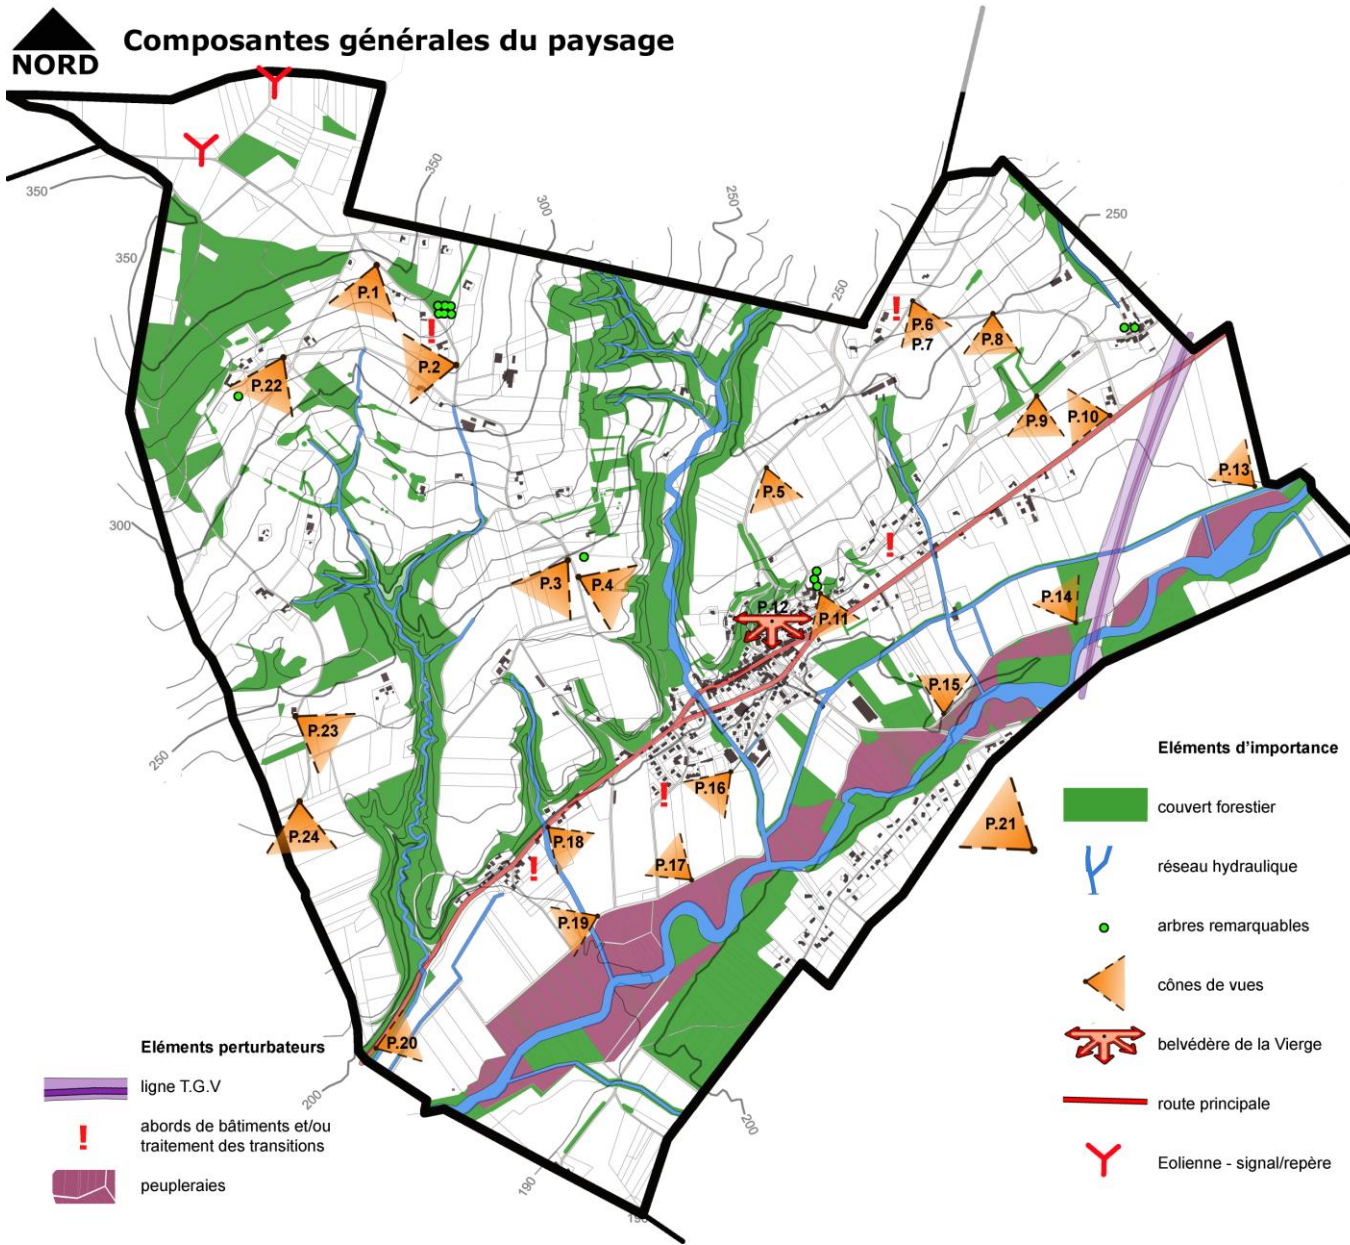 Composantes générales du paysage
NORD
350
350
300
250
250
350
250
300
250
200
190
190
200
P.1
P.2
P.22
P.3
P.4
P.5
P.6
P.7
P.8
P.9
P.10
P.13
P.12
P.11
P.14
P.15
P.23
P.24
P.16
P.17
P.18
P.19
P.20
P.21
Eléments d'importance
couvert forestier
réseau hydraulique
arbres remarquables
cônes de vues
belvédère de la Vierge
route principale
Eolienne - signal/repère
Eléments perturbateurs
ligne T.G.V
abords de bâtiments et/ou
traitement des transitions
peupleraies